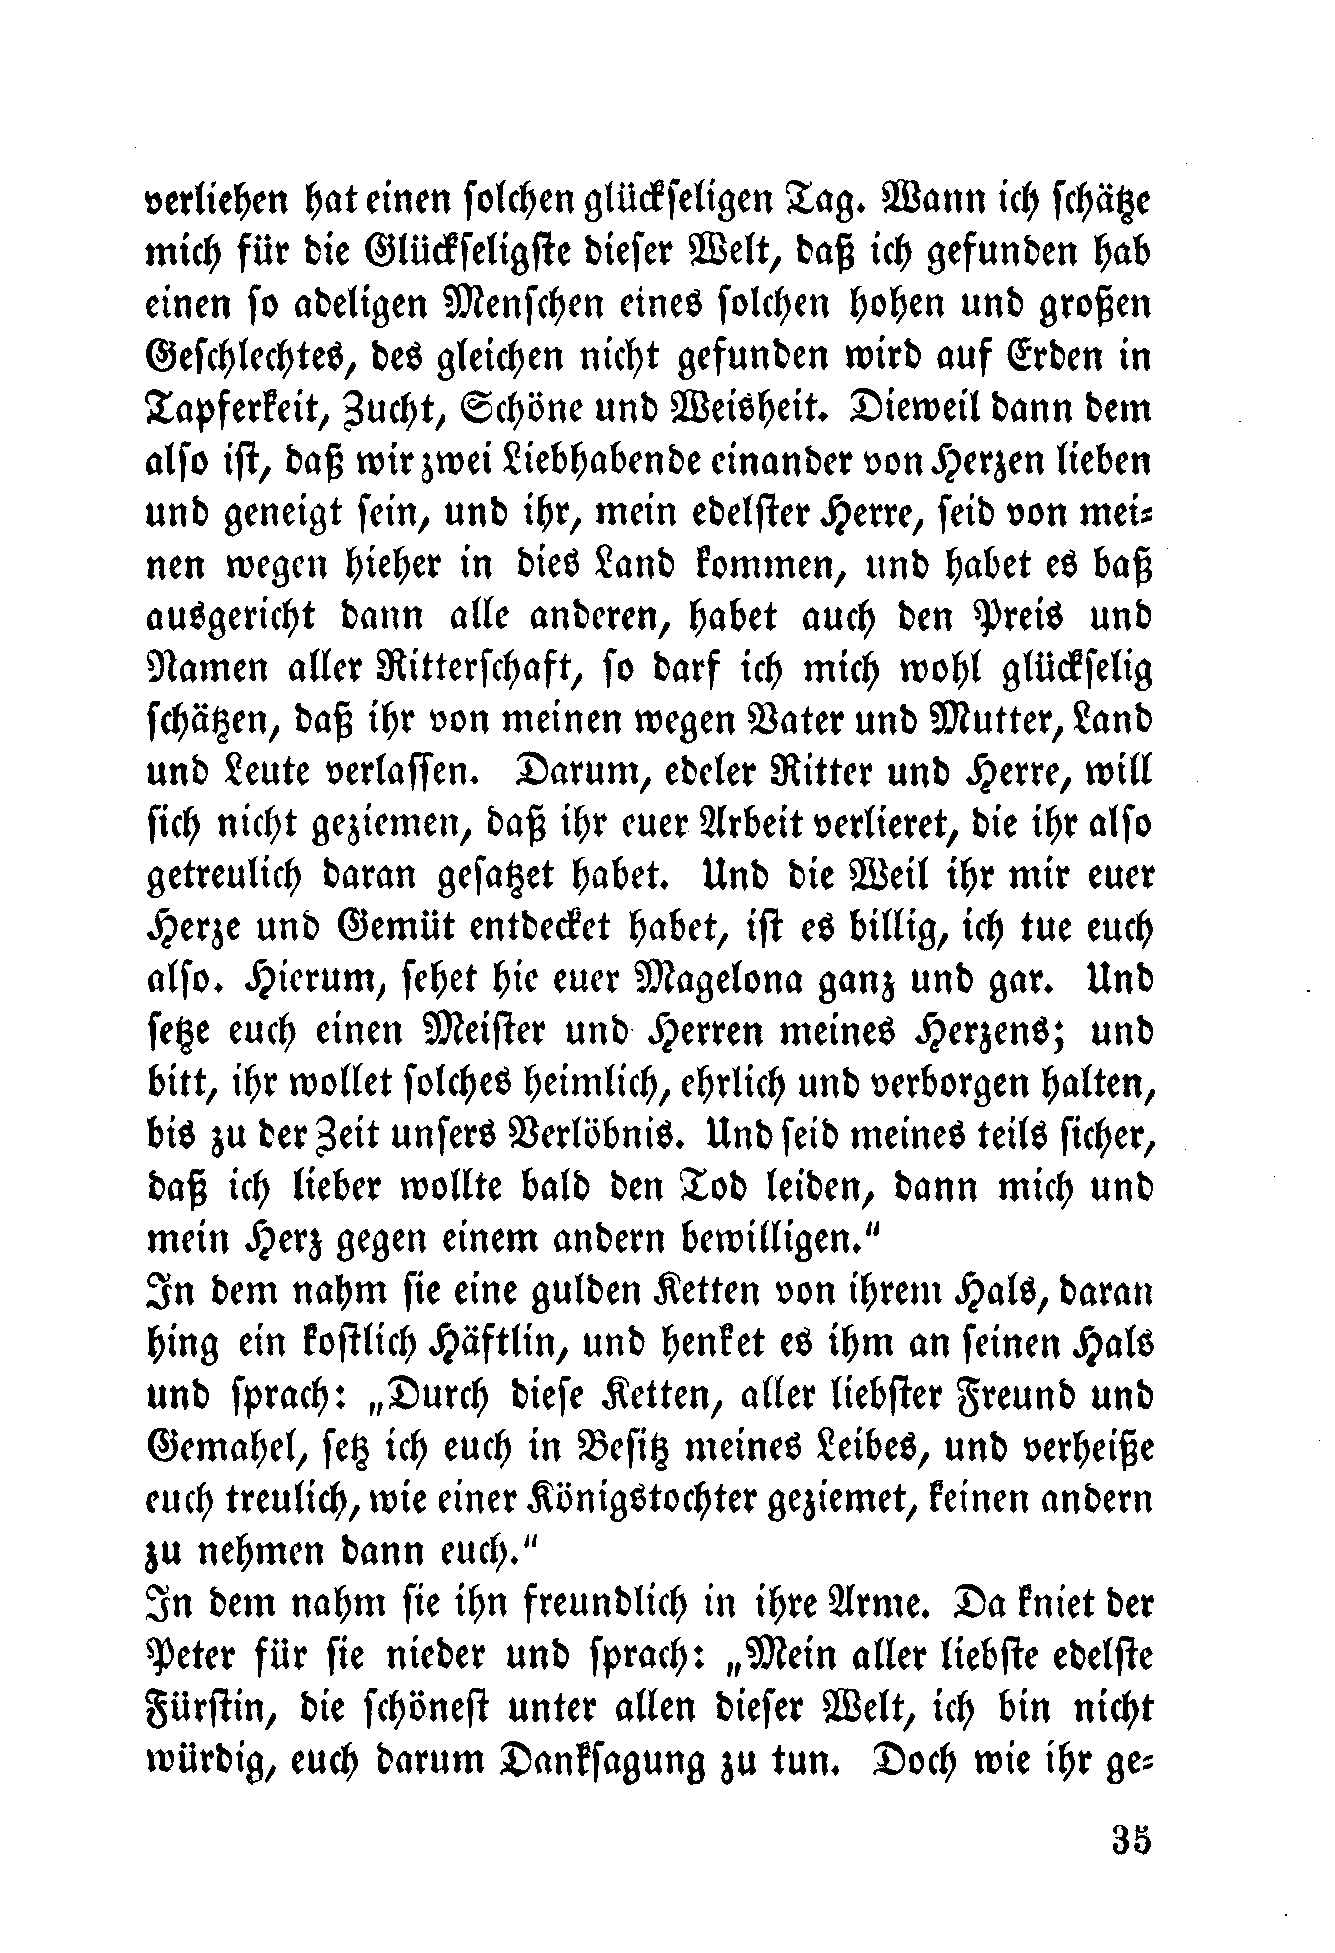 verliehen hat einen solchen glückseligen Tag. Wann ich schätze
mich für die Glückseligste dieser Welt, daß ich gefunden hab
einen so adeligen Menschen eines solchen hohen und großen
Geschlechtes, des gleichen nicht gefunden wird auf Erden in
Tapferkeit, Zucht, Schöne und Weisheit. Dieweil dann dem
also ist, daß wir zwei Liebhabende einander von Herzen lieben
und geneigt sein, und ihr, mein edelster Herre, seid von mei-
nen wegen hieher in dies Land kommen, und habet es baß
ausgericht dann alle anderen, habet auch den Preis und
Namen aller Ritterschaft, so darf ich mich wohl glückselig
schätzen, daß ihr von meinen wegen Vater und Mutter, Land
und Leute verlassen. Darum, edeler Ritter und Herre, will
sich nicht geziemen, daß ihr euer Arbeit verlieret, die ihr also
getreulich daran gesatzet habet. Und die Weil ihr mir euer
Herze und Gemüt entdecket habet, ist es billig, ich tue euch
also. Hierum, sehet hie euer Magelona ganz und gar. Und
setze euch einen Meister und Herren meines Herzens; und
bitt, ihr wollet solches heimlich, ehrlich und verborgen halten,
bis zu der Zeit unsers Verlöbnis. Und seid meines teils sicher,
daß ich lieber wollte bald den Tod leiden, dann mich und
mein Herz gegen einem andern bewilligen.“
In dem nahm sie eine gulden Ketten von ihrem Hals, daran
hing ein kostlich Häftlin, und henket es ihm an seinen Hals
und sprach: „Durch diese Ketten, aller liebster Freund und
Gemahel, setz ich euch in Besitz meines Leibes, und verheiße
euch treulich, wie einer Königstochter geziemet, keinen andern
zu nehmen dann euch.“
In dem nahm sie ihn freundlich in ihre Arme. Da kniet der
Peter für sie nieder und sprach: „Mein aller liebste edelste
Fürstin, die schönest unter allen dieser Welt, ich bin nicht
würdig, euch darum Danksagung zu tun. Doch wie ihr ge-
35